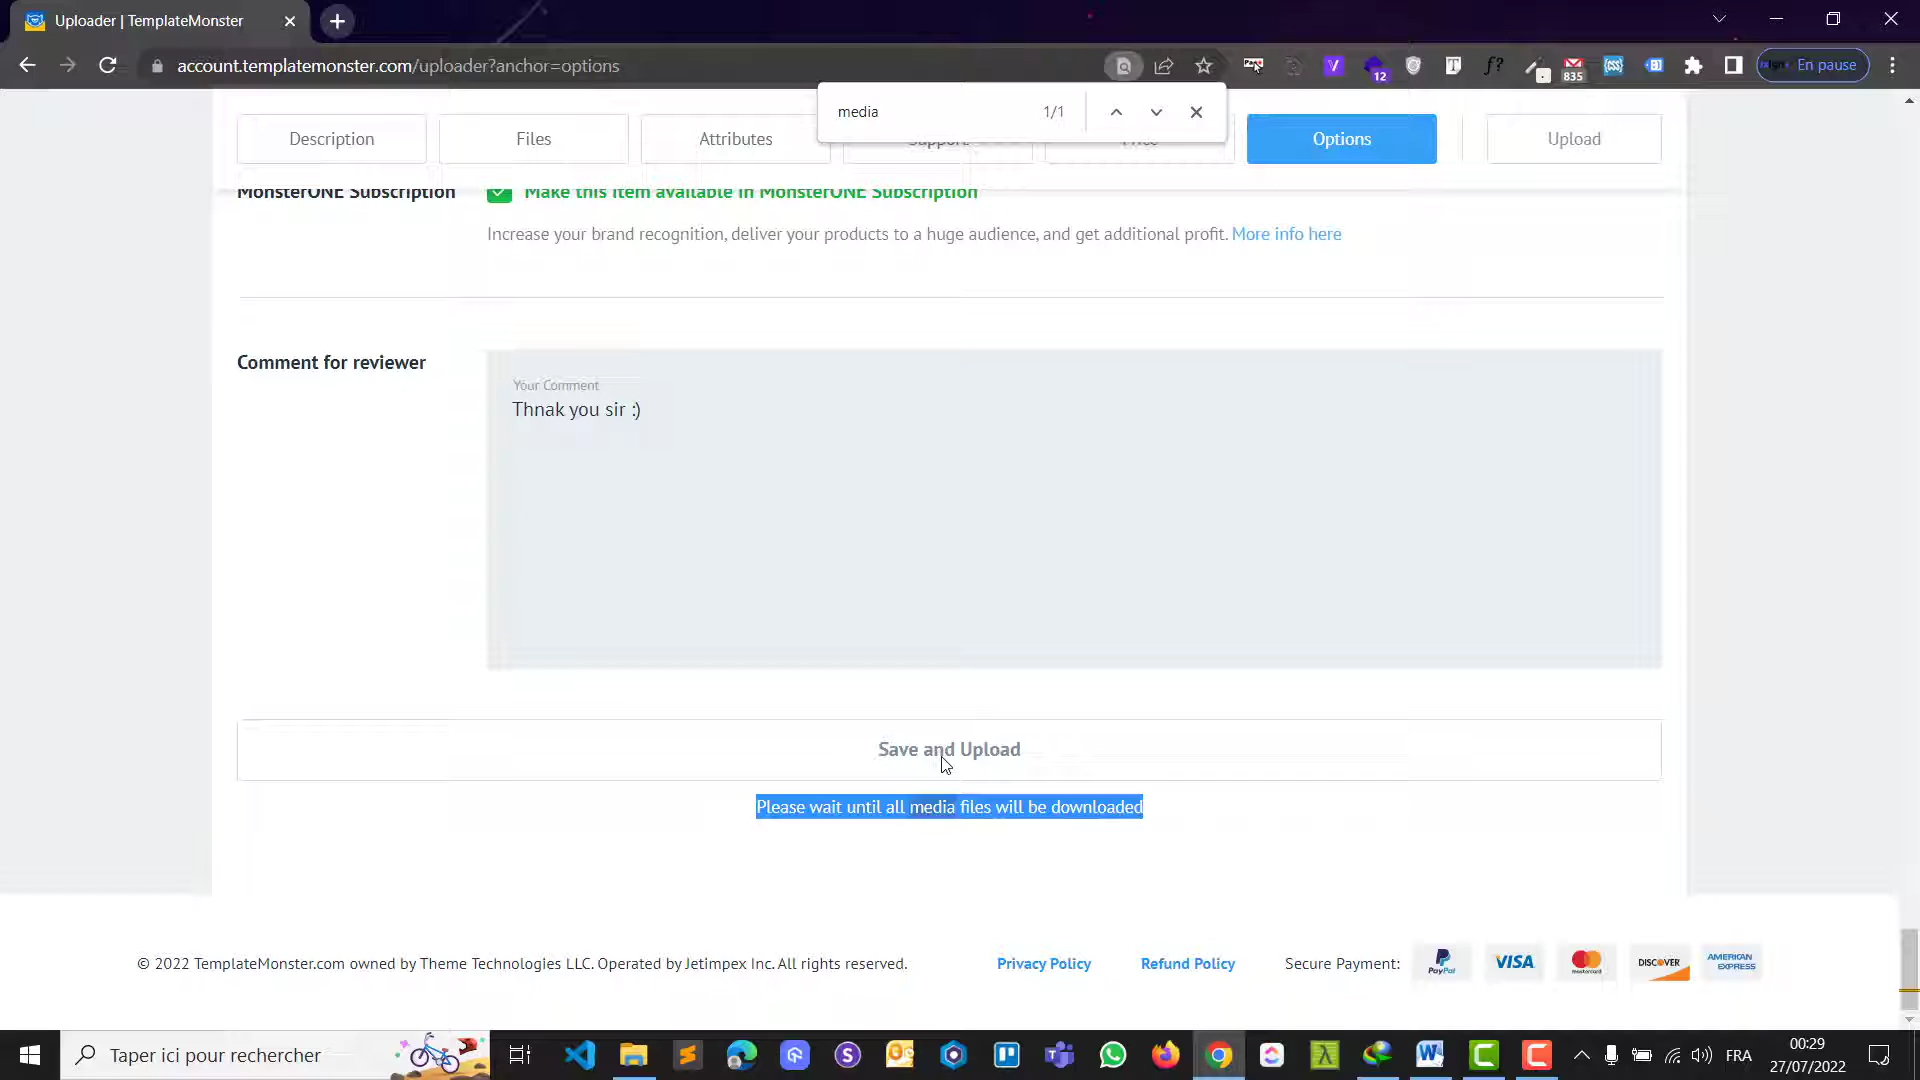 Uploader | TemplateMonster
account.templatemonster.com/uploader?anchor=options
12
835
En pause
media 1/1
Description Files Attributes Options Upload
MonsterONE Subscription Make this item available in MonsterONE Subscription
Increase your brand recognition, deliver your products to a huge audience, and get additional profit. More info here
Comment for reviewer
Your Comment
Thnak you sir :)
Save and Upload
Please wait until all media files will be downloaded
© 2022 TemplateMonster.com owned by Theme Technologies LLC. Operated by Jetimpex Inc. All rights reserved. Privacy Policy Refund Policy Secure Payment: PayPal VISA mastercard DISCOVER AMERICAN EXPRESS
Taper ici pour rechercher
FRA
00:29
27/07/2022